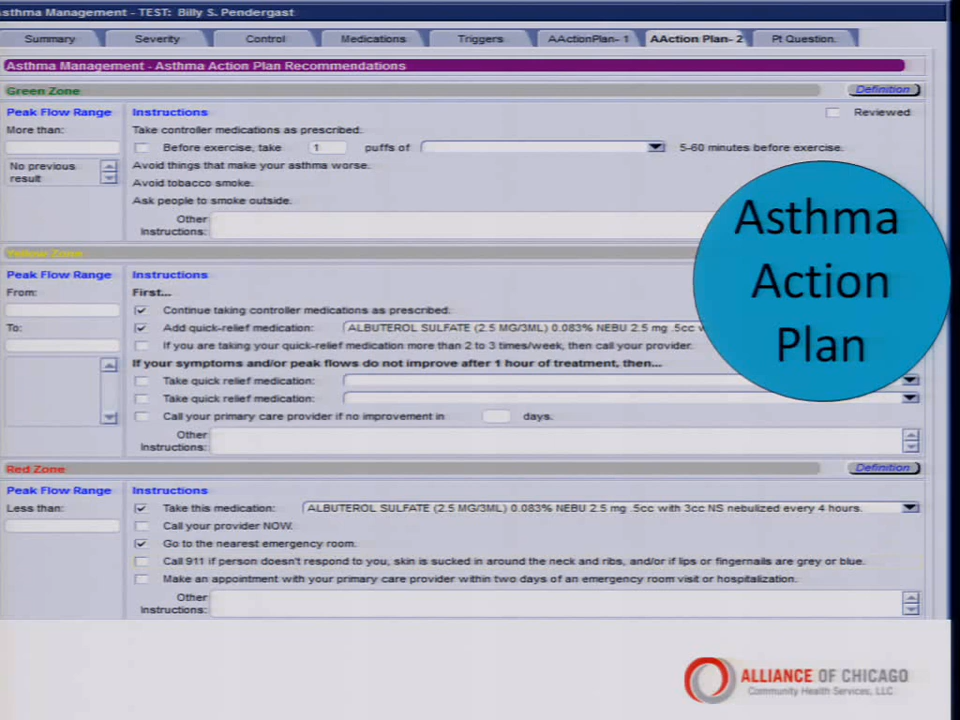 sthma Management - TEST: Billy S. Pendergast
Summary Severity Control Medications Triggers AActionPlan- 1 AAction Plan- 2 Pt Question.
Asthma Management - Asthma Action Plan Recommendations
Green Zone Definition
Peak Flow Range Instructions Reviewed
More than: Take controller medications as prescribed.
Before exercise, take 1 puffs of 5-60 minutes before exercise.
No previous result
Avoid things that make your asthma worse.
Avoid tobacco smoke.
Ask people to smoke outside.
Other
Instructions:
Yellow Zone
Peak Flow Range Instructions
From: First...
Continue taking controller medications as prescribed.
To: Add quick-relief medication: ALBUTEROL SULFATE (2.5 MG/3ML) 0.083% NEBU 2.5 mg .5cc w
If you are taking your quick-relief medication more than 2 to 3 times/week, then call your provider.
If your symptoms and/or peak flows do not improve after 1 hour of treatment, then...
Take quick relief medication:
Take quick relief medication:
Call your primary care provider if no improvement in days.
Other
Instructions:
Asthma
Action
Plan
Red Zone Definition
Peak Flow Range Instructions
Less than: Take this medication: ALBUTEROL SULFATE (2.5 MG/3ML) 0.083% NEBU 2.5 mg .5cc with 3cc NS nebulized every 4 hours.
Call your provider NOW.
Go to the nearest emergency room.
Call 911 if person doesn't respond to you, skin is sucked in around the neck and ribs, and/or if lips or fingernails are grey or blue.
Make an appointment with your primary care provider within two days of an emergency room visit or hospitalization.
Other
Instructions:
ALLIANCE OF CHICAGO
Community Health Services, LLC